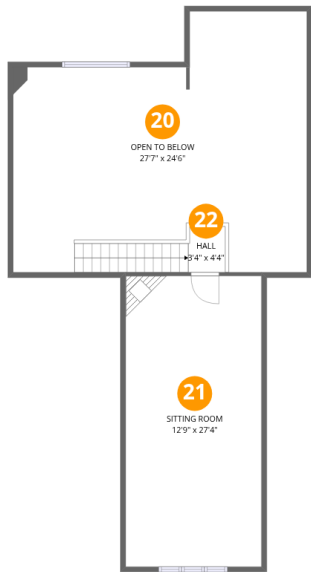 20
OPEN TO BELOW
27'7" x 24'6"
22
HALL
3'4" x 4'4"
21
SITTING ROOM
12'9" x 27'4"